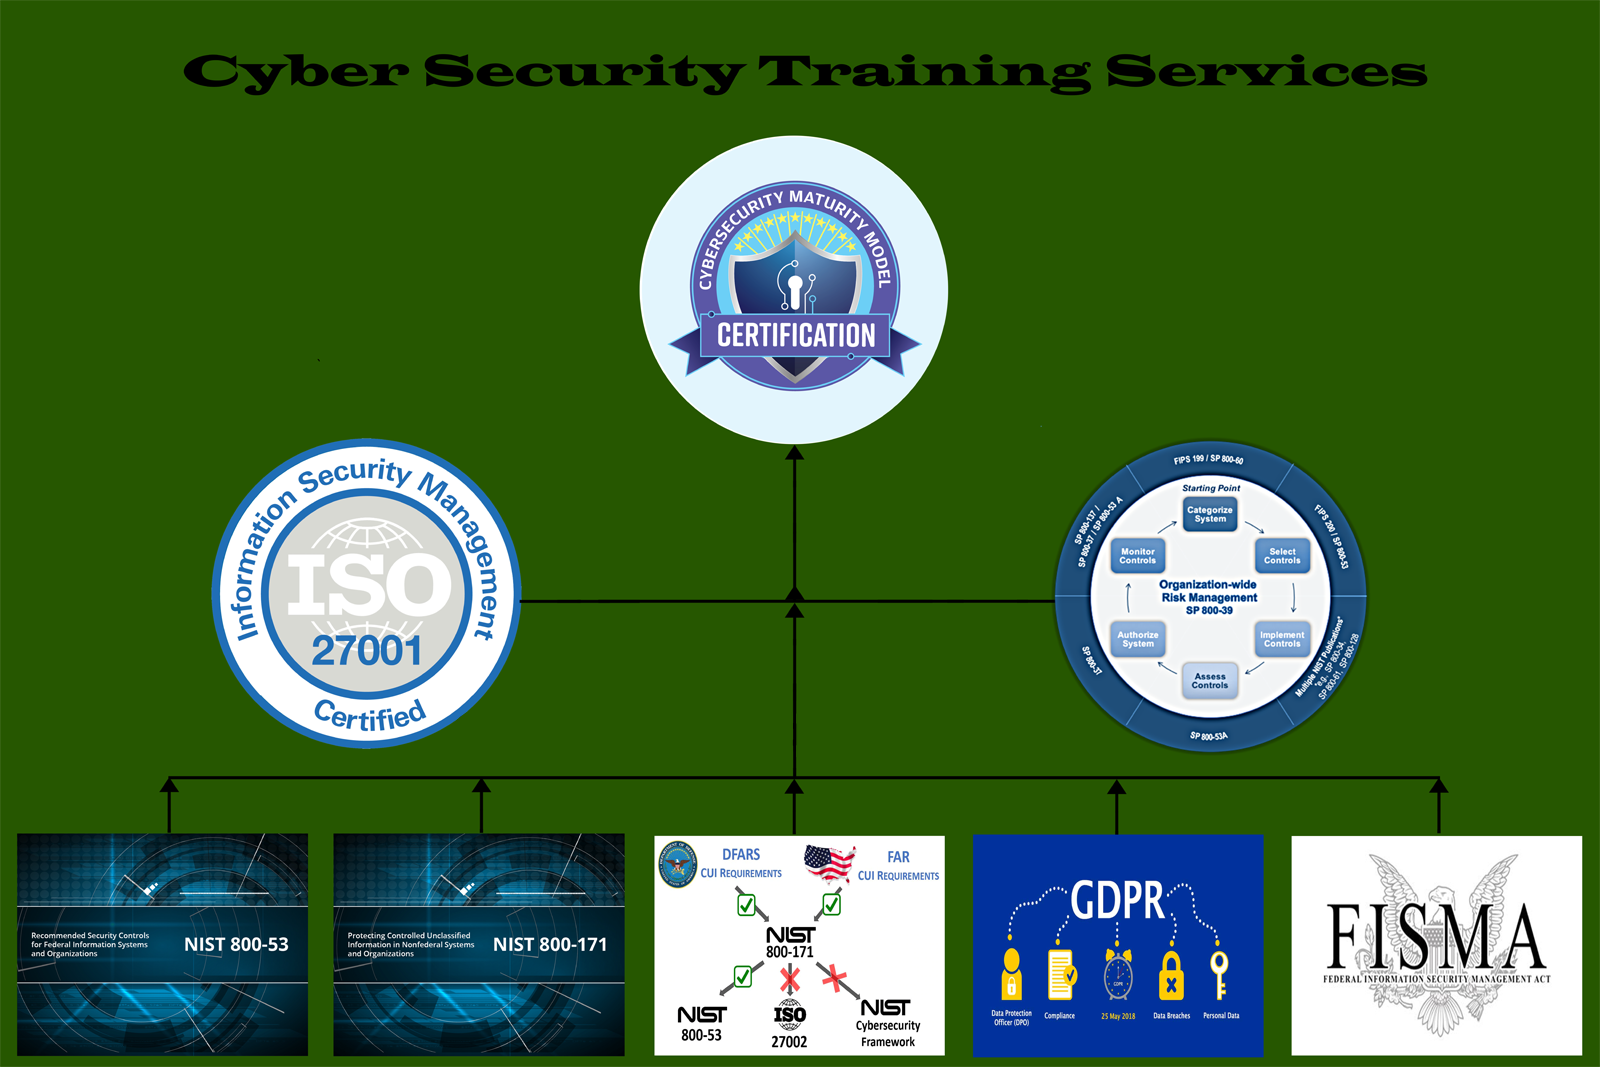 Cyber Security Training Services
CYBERSECURITY MATURITY MODEL
CERTIFICATION
Information Security Management
ISO
27001
Certified
FIPS 199 / SP 800-60
FIPS 200 / SP 800-53
Multiple NIST Publications*
*e.g., SP 800-34,
SP 800-61, SP 800-128
SP 800-53A
SP 800-37
SP 800-137 /
SP 800-37 / SP 800-53 A
Starting Point
Categorize
System
Select
Controls
Implement
Controls
Assess
Controls
Authorize
System
Monitor
Controls
Organization-wide
Risk Management
SP 800-39
Recommended Security Controls
for Federal Information Systems
and Organizations
NIST 800-53
Protecting Controlled Unclassified
Information in Nonfederal Systems
and Organizations
NIST 800-171
DFARS
CUI REQUIREMENTS
FAR
CUI REQUIREMENTS
NIST
800-171
NIST
800-53
ISO
27002
NIST
Cybersecurity
Framework
GDPR
GDPR
Data Protection
Officer (DPO)
Compliance
25 May 2018
Data Breaches
Personal Data
FISMA
FEDERAL INFORMATION SECURITY MANAGEMENT ACT